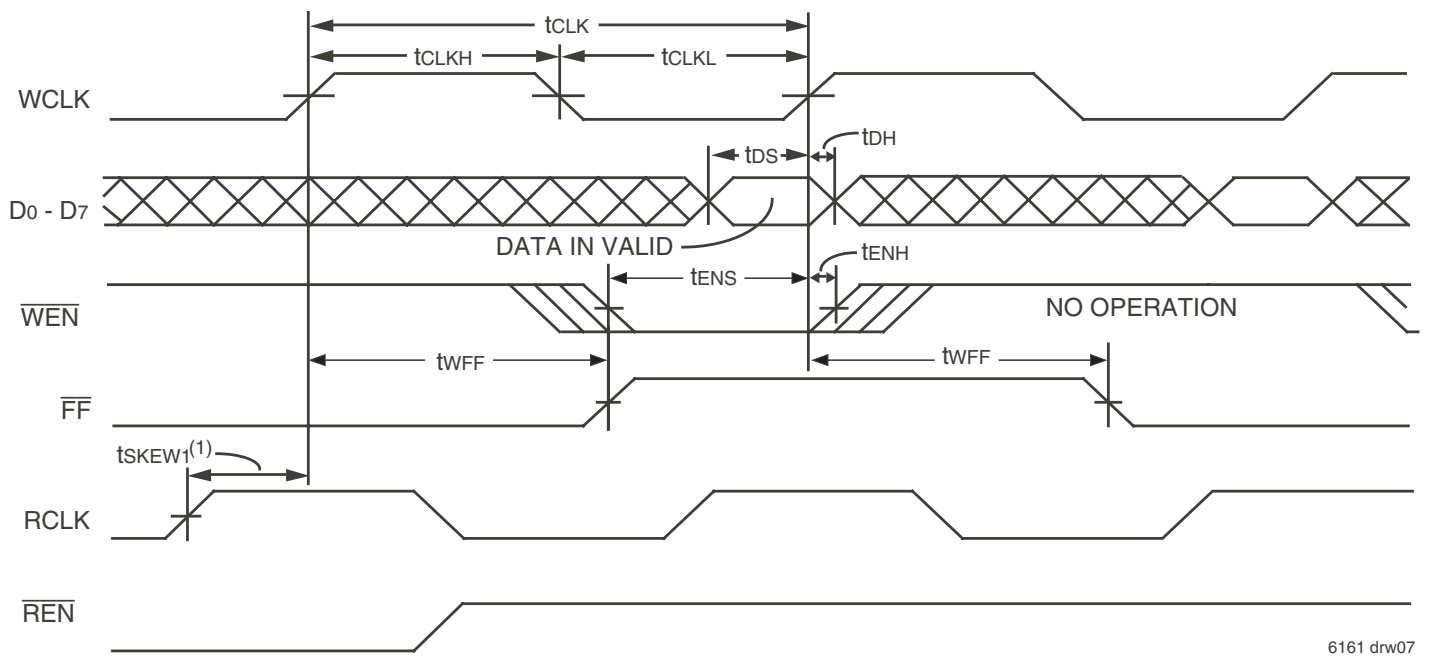 tCLK
tCLKH
tCLKL
WCLK
tDH
tDS
D0 - D7
DATA IN VALID
tENH
tENS
WEN
NO OPERATION
tWFF
tWFF
FF
tSKEW1(1)
RCLK
REN
6161 drw07